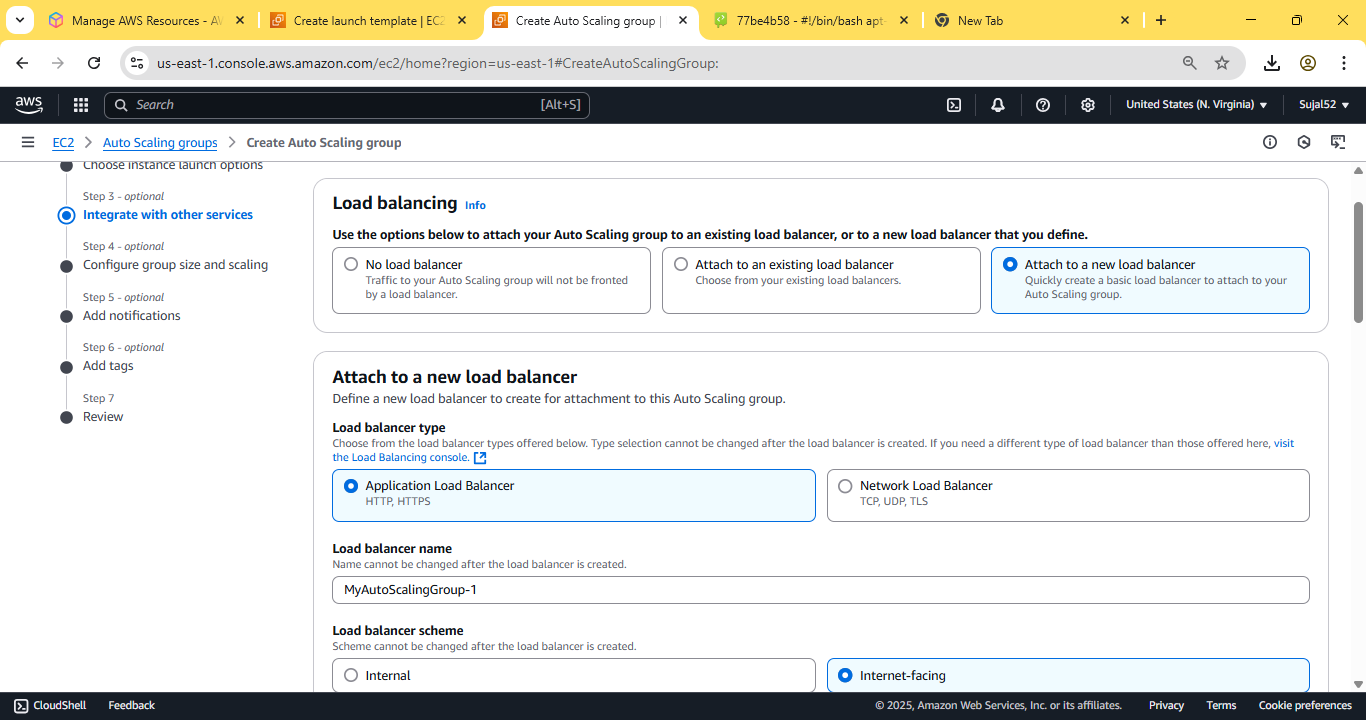 Manage AWS Resources - AW
Create launch template | EC2
Create Auto Scaling group |
77be4b58 - #!/bin/bash apt-
New Tab
us-east-1.console.aws.amazon.com/ec2/home?region=us-east-1#CreateAutoScalingGroup:
aws
Search
[Alt+S]
United States (N. Virginia)
Sujal52
EC2
Auto Scaling groups
Create Auto Scaling group
Choose instance launch options
Step 3 - optional
Integrate with other services
Step 4 - optional
Configure group size and scaling
Step 5 - optional
Add notifications
Step 6 - optional
Add tags
Step 7
Review
Load balancing Info
Use the options below to attach your Auto Scaling group to an existing load balancer, or to a new load balancer that you define.
No load balancer
Traffic to your Auto Scaling group will not be fronted
by a load balancer.
Attach to an existing load balancer
Choose from your existing load balancers.
Attach to a new load balancer
Quickly create a basic load balancer to attach to your
Auto Scaling group.
Attach to a new load balancer
Define a new load balancer to create for attachment to this Auto Scaling group.
Load balancer type
Choose from the load balancer types offered below. Type selection cannot be changed after the load balancer is created. If you need a different type of load balancer than those offered here, visit
the Load Balancing console.
Application Load Balancer
HTTP, HTTPS
Network Load Balancer
TCP, UDP, TLS
Load balancer name
Name cannot be changed after the load balancer is created.
MyAutoScalingGroup-1
Load balancer scheme
Scheme cannot be changed after the load balancer is created.
Internal
Internet-facing
CloudShell
Feedback
© 2025, Amazon Web Services, Inc. or its affiliates.
Privacy
Terms
Cookie preferences